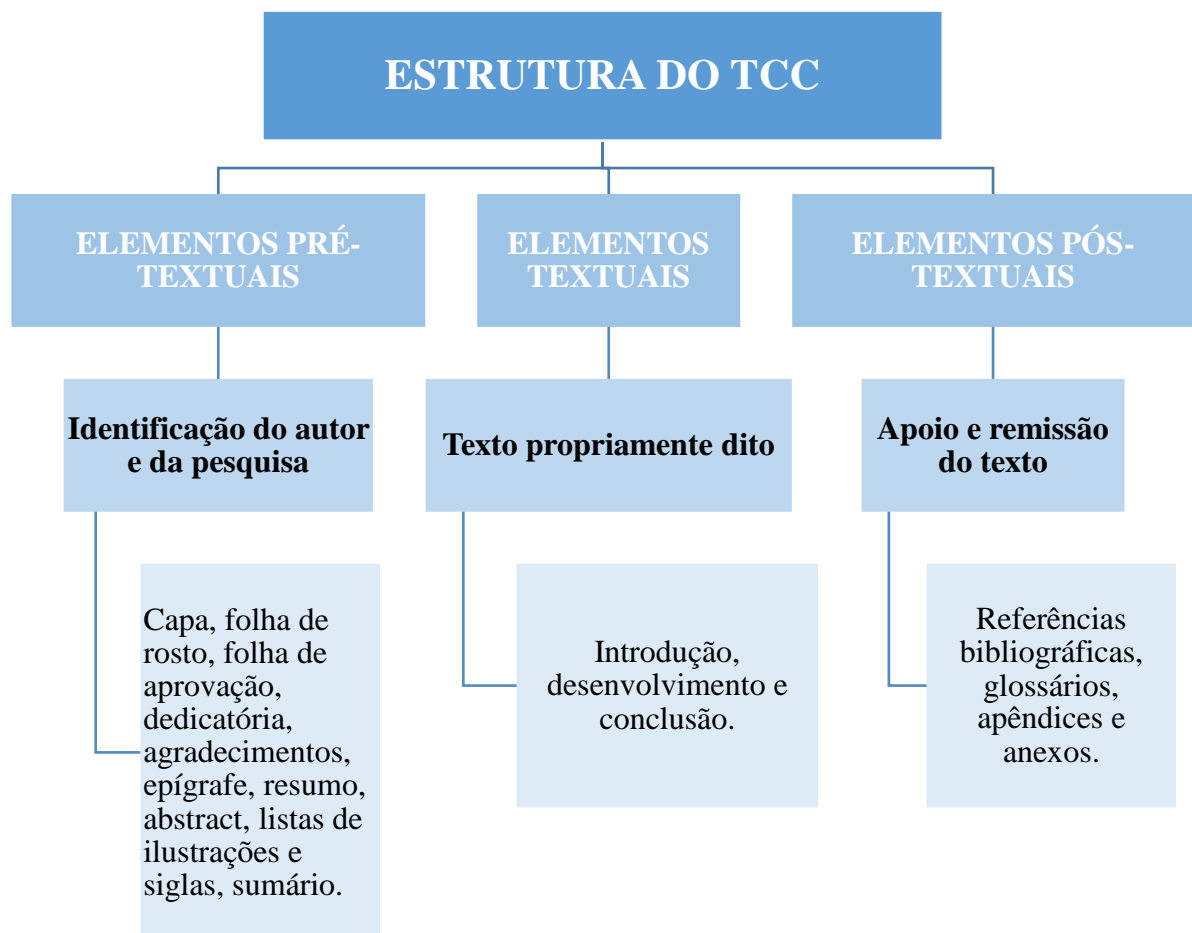 ESTRUTURA DO TCC
ELEMENTOS PRÉ-
TEXTUAIS
ELEMENTOS
TEXTUAIS
ELEMENTOS PÓS-
TEXTUAIS
Identificação do autor
e da pesquisa
Texto propriamente dito
Apoio e remissão
do texto
Capa, folha de
rosto, folha de
aprovação,
dedicatória,
agradecimentos,
epígrafe, resumo,
abstract, listas de
ilustrações e
siglas, sumário.
Introdução,
desenvolvimento e
conclusão.
Referências
bibliográficas,
glossários,
apêndices e
anexos.